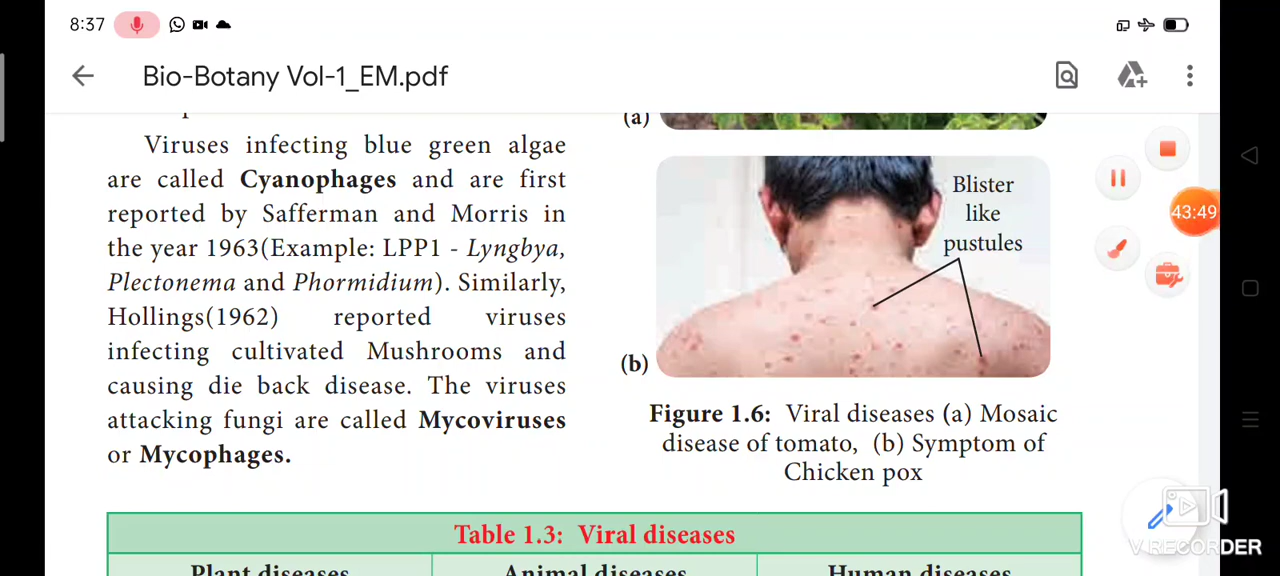 8:37
Bio-Botany Vol-1_EM.pdf
Viruses infecting blue green algae
are called Cyanophages and are first
reported by Safferman and Morris in
the year 1963(Example: LPP1 - Lyngbya,
Plectonema and Phormidium). Similarly,
Hollings(1962) reported viruses
infecting cultivated Mushrooms and
causing die back disease. The viruses
attacking fungi are called Mycoviruses
or Mycophages.
(a)
Blister
like
pustules
(b)
Figure 1.6: Viral diseases (a) Mosaic
disease of tomato, (b) Symptom of
Chicken pox
Table 1.3: Viral diseases
Plant diseases Animal diseases Human diseases
43:49
V RECORDER